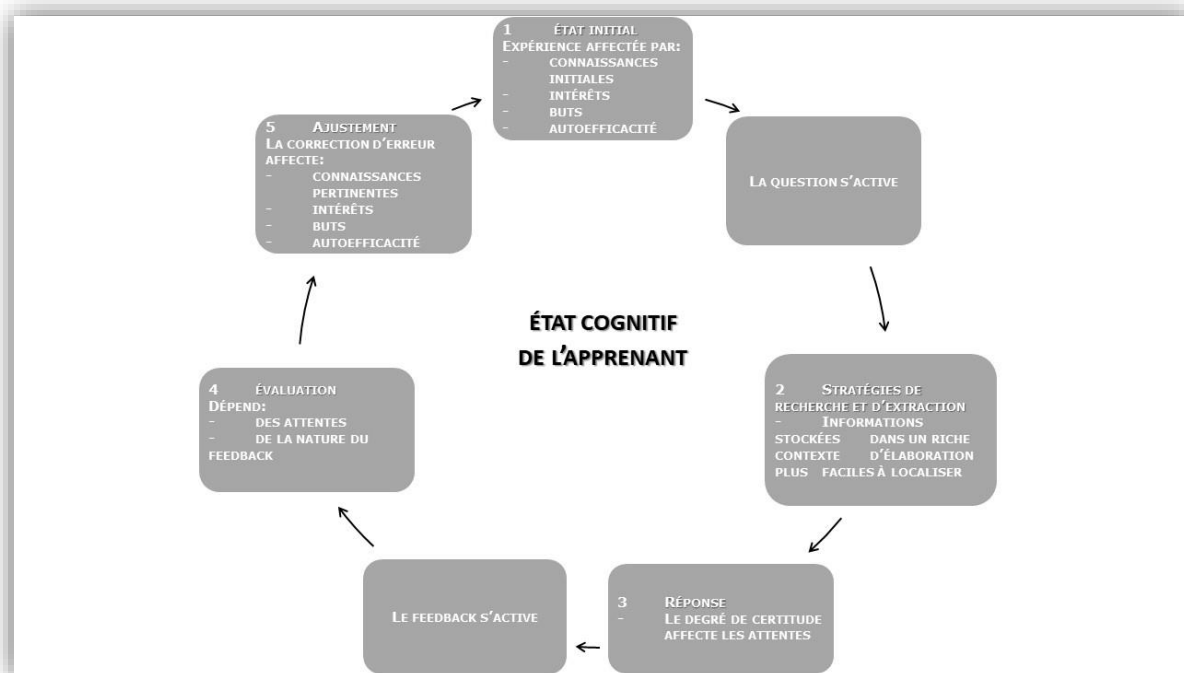 1 ÉTAT INITIAL
EXPÉRIENCE AFFECTÉE PAR:
- CONNAISSANCES
INITIALES
- INTÉRÊTS
- BUTS
- AUTOEFFICACITÉ
LA QUESTION S'ACTIVE
2 STRATÉGIES DE
RECHERCHE ET D'EXTRACTION
- INFORMATIONS
STOCKÉES DANS UN RICHE
CONTEXTE D'ÉLABORATION
PLUS FACILES À LOCALISER
3 RÉPONSE
- LE DEGRÉ DE CERTITUDE
AFFECTE LES ATTENTES
LE FEEDBACK S'ACTIVE
4 ÉVALUATION
DÉPEND:
- DES ATTENTES
- DE LA NATURE DU
FEEDBACK
5 AJUSTEMENT
LA CORRECTION D'ERREUR
AFFECTE:
- CONNAISSANCES
PERTINENTES
- INTÉRÊTS
- BUTS
- AUTOEFFICACITÉ
ÉTAT COGNITIF
DE L'APPRENANT